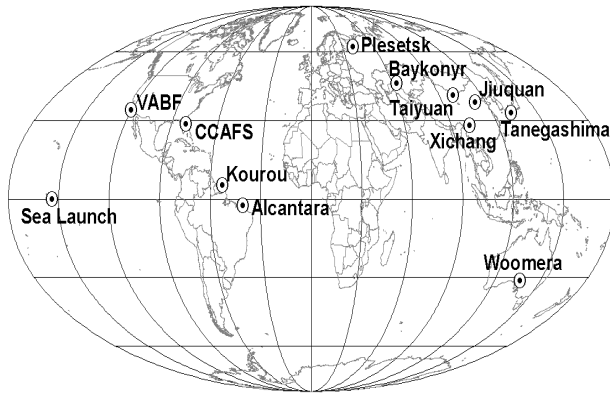 Plesetsk
Baykonyr
Jiuquan
VABF
Taiyuan
CCAFS
Tanegashima
Xichang
Kourou
Alcantara
Sea Launch
Woomera